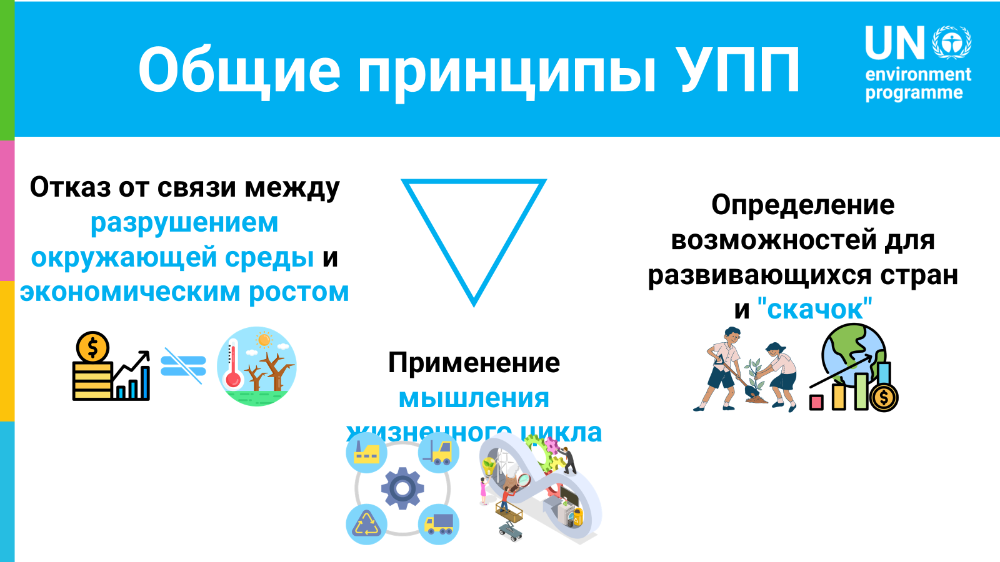 Общие принципы УПП
UN
environment
programme
Отказ от связи между
разрушением
окружающей среды и
экономическим ростом
Определение
возможностей для
развивающихся стран
и "скачок"
Применение
мышления
жизненного цикла